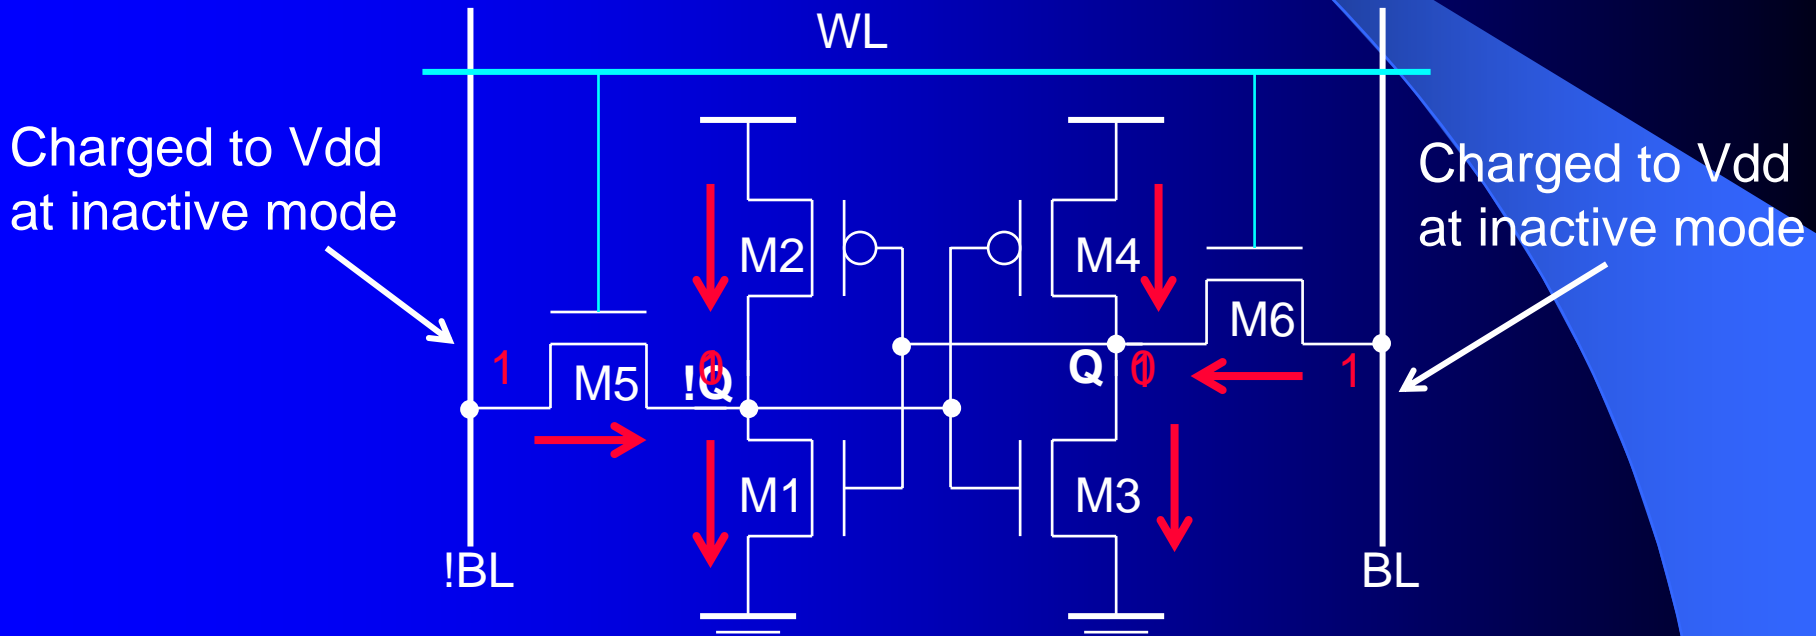 WL
Charged to Vdd
at inactive mode
Charged to Vdd
at inactive mode
M2
M4
M6
1
M5
!Q
Q
1
M1
M3
!BL
BL